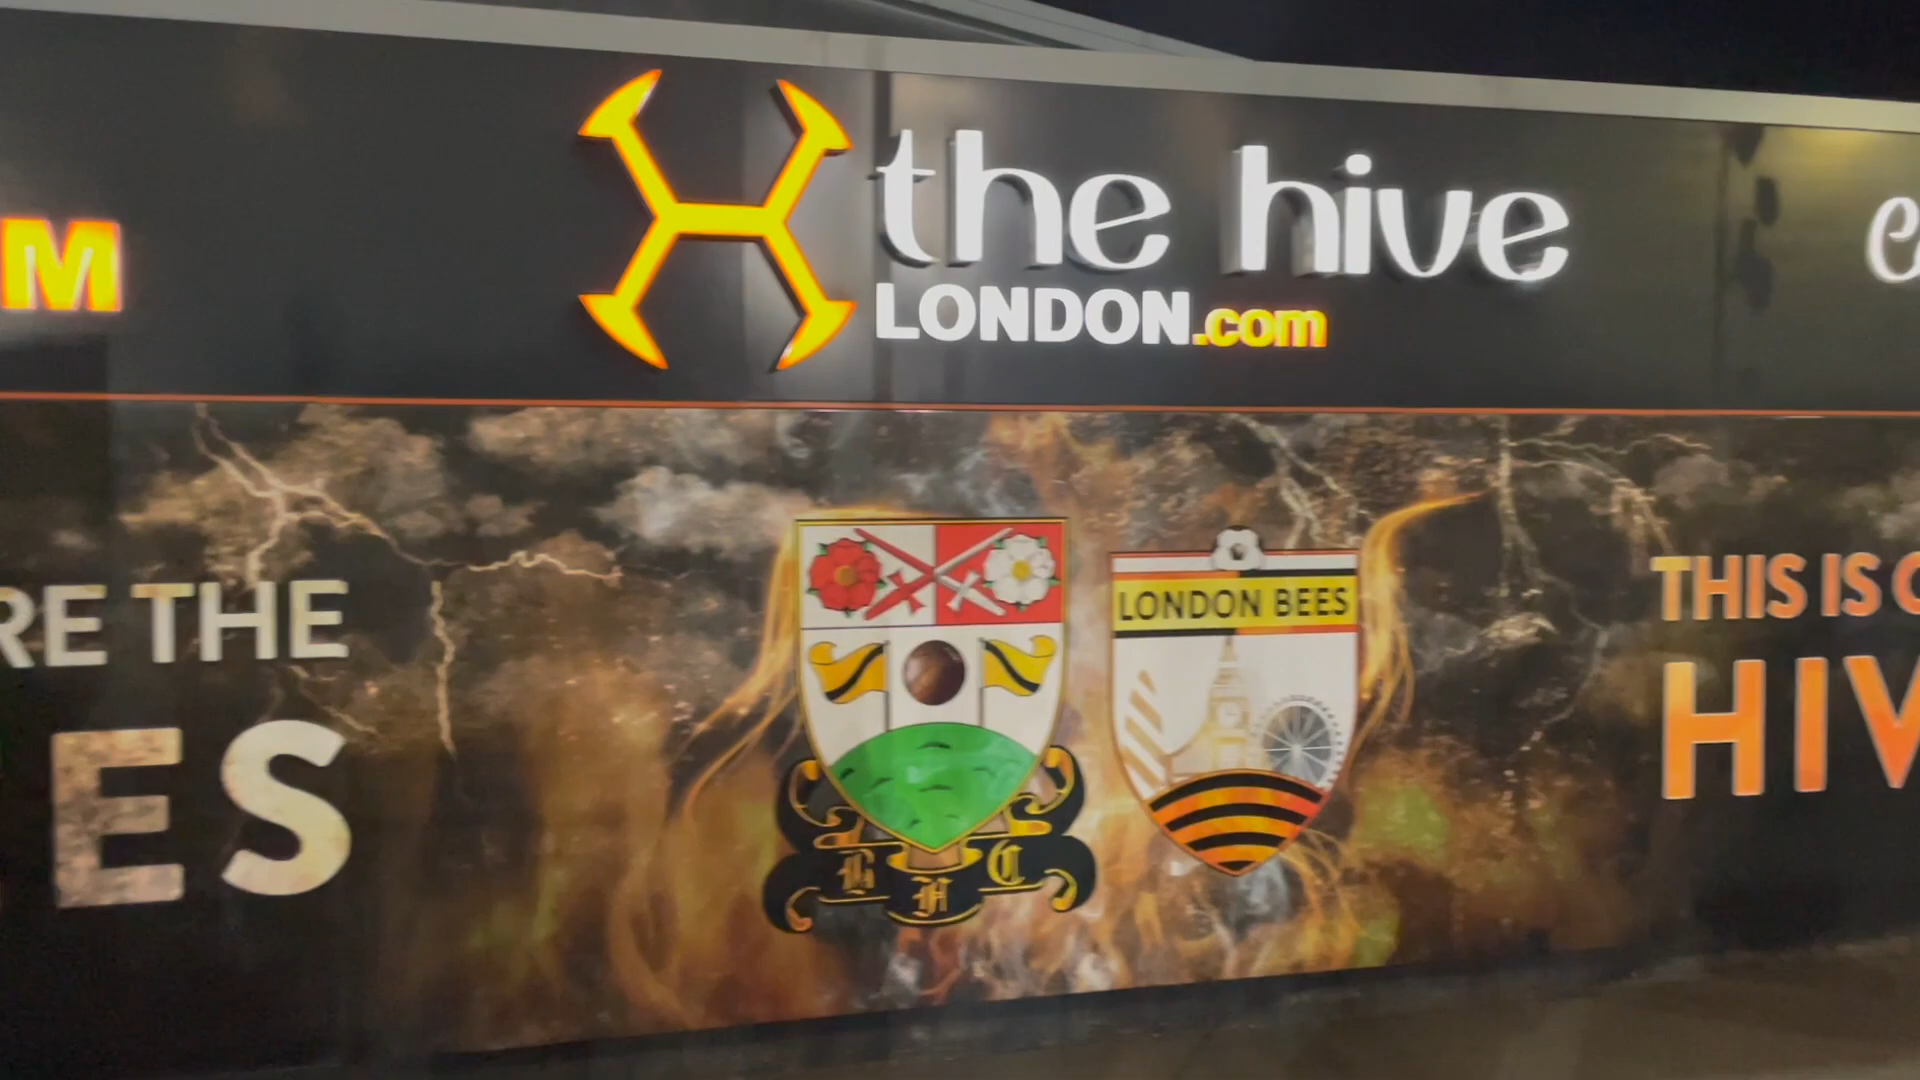 M
the hive
LONDON.com
RE THE
ES
LONDON BEES
B F C
THIS IS
HIV